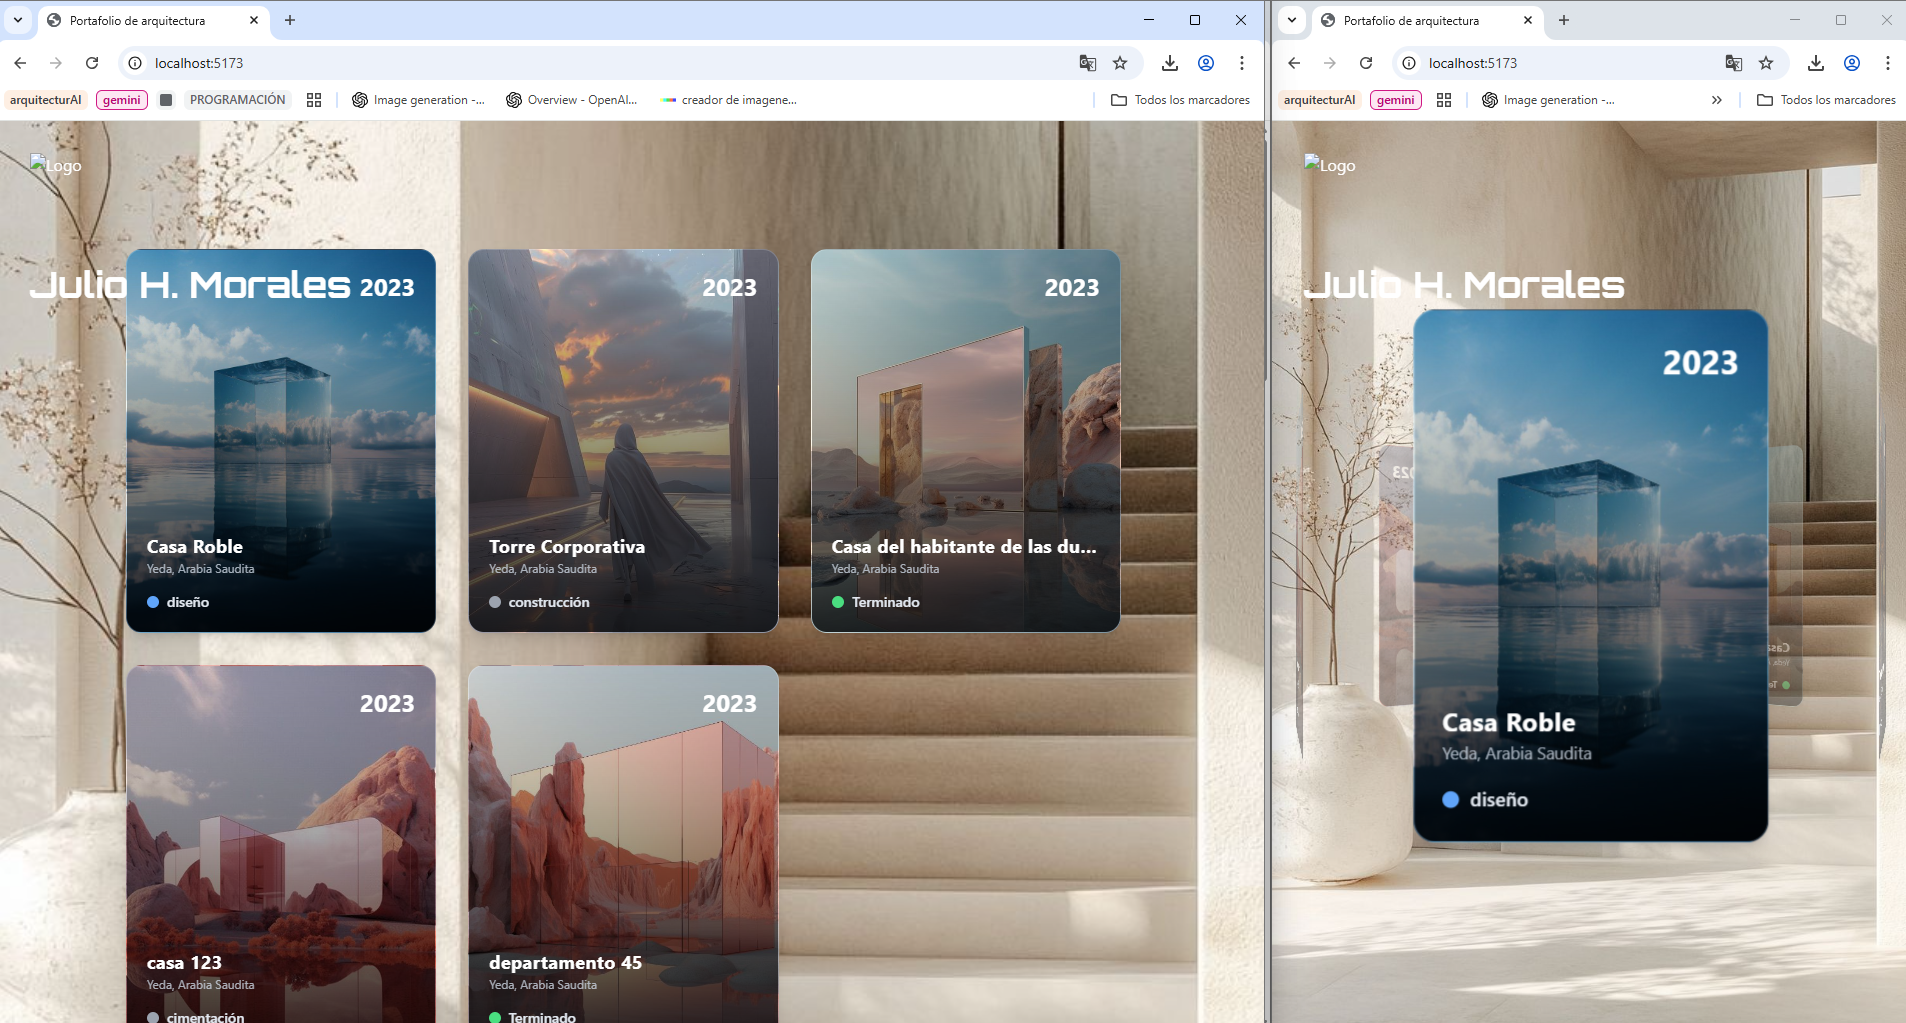 Portafolio de arquitectura
localhost:5173
arquitecturAI gemini PROGRAMACIÓN Image generation -... Overview - OpenAI... creador de imagene... Todos los marcadores
Logo
Julio H. Morales
2023
Casa Roble
Yeda, Arabia Saudita
diseño
2023
Torre Corporativa
Yeda, Arabia Saudita
construcción
2023
Casa del habitante de las du...
Yeda, Arabia Saudita
Terminado
2023
casa 123
Yeda, Arabia Saudita
cimentación
2023
departamento 45
Yeda, Arabia Saudita
Terminado
Portafolio de arquitectura
localhost:5173
arquitecturAI gemini Image generation -... » Todos los marcadores
Logo
Julio H. Morales
2023
2023
Casa Roble
Yeda, Arabia Saudita
diseño